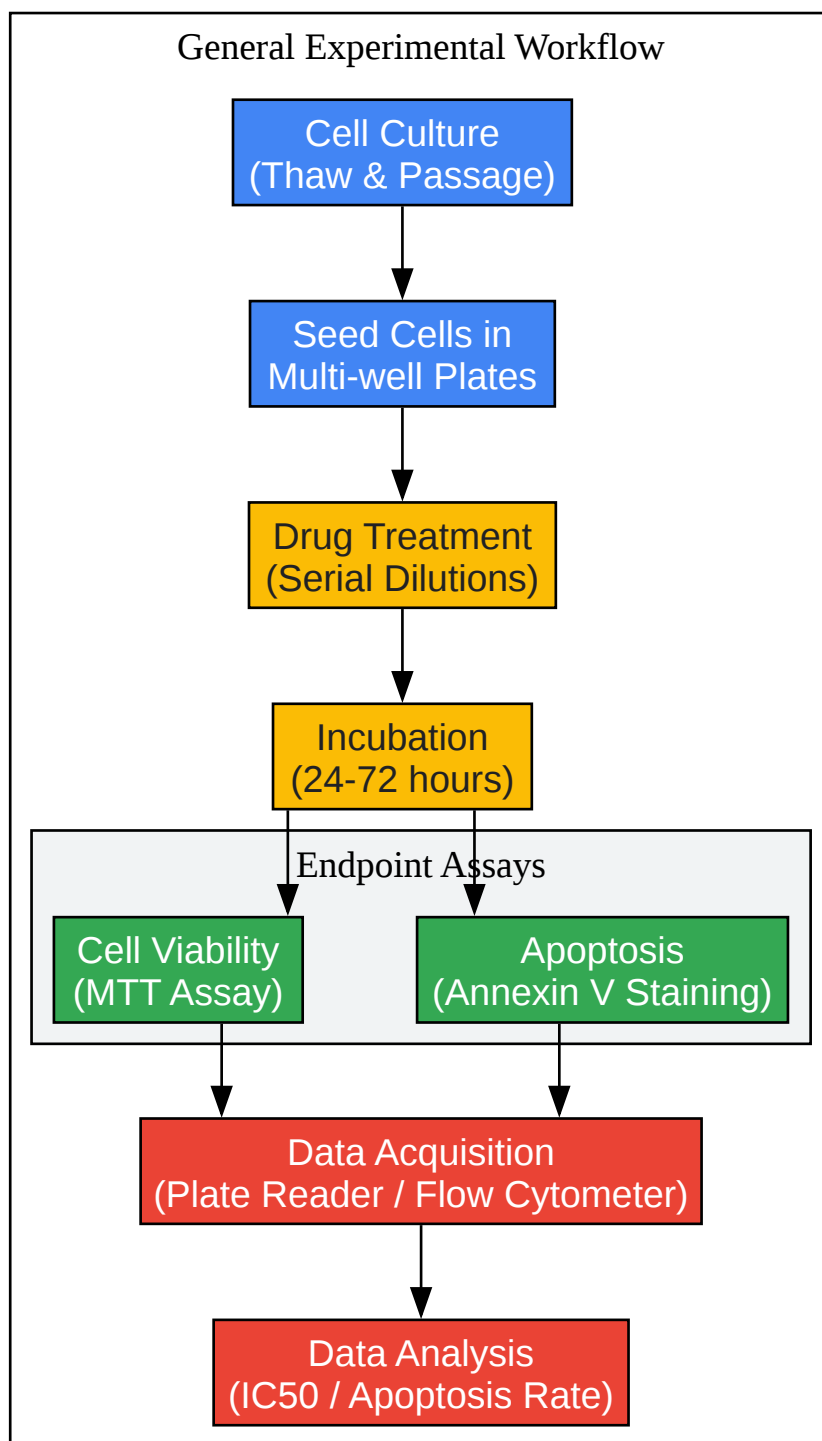 General Experimental Workflow
Cell Culture
(Thaw & Passage)
Seed Cells in
Multi-well Plates
Drug Treatment
(Serial Dilutions)
Incubation
(24-72 hours)
Endpoint Assays
Cell Viability
(MTT Assay)
Apoptosis
(Annexin V Staining)
Data Acquisition
(Plate Reader / Flow Cytometer)
Data Analysis
(IC50 / Apoptosis Rate)